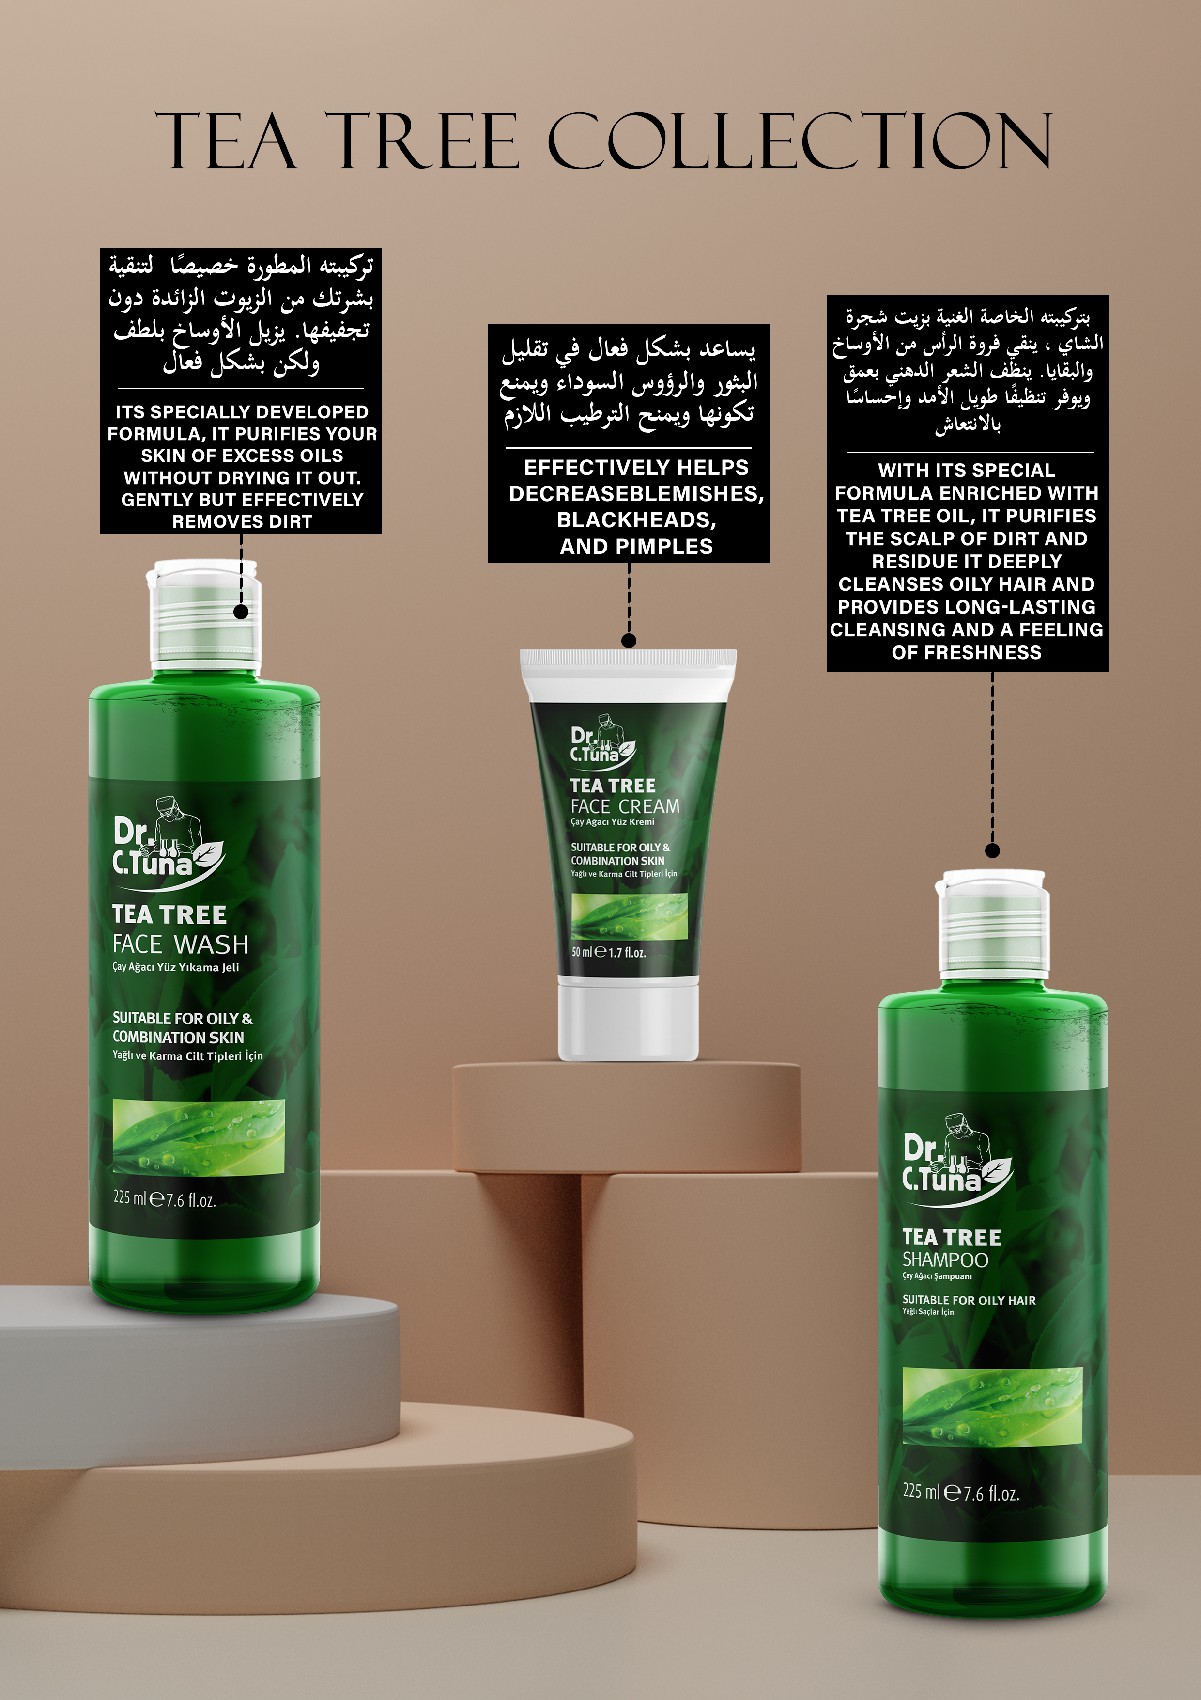 TEA TREE COLLECTION
تركيبته المطورة خصيصًا لتنقية
بشرتك من الزيوت الزائدة دون
تجفيفها. يزيل الأوساخ بلطف
ولكن بشكل فعال
ITS SPECIALLY DEVELOPED
FORMULA, IT PURIFIES YOUR
SKIN OF EXCESS OILS
WITHOUT DRYING IT OUT.
GENTLY BUT EFFECTIVELY
REMOVES DIRT
يساعد بشكل فعال في تقليل
البثور والرؤوس السوداء ويمنع
تكونها ويمنح الترطيب اللازم
EFFECTIVELY HELPS
DECREASEBLEMISHES,
BLACKHEADS,
AND PIMPLES
بتركيبته الخاصة الغنية بزيت شجرة
الشاي ، ينقي فروة الرأس من الأوساخ
والبقايا. ينظف الشعر الدهني بعمق
ويوفر تنظيفًا طويل الأمد وإحساسًا
بالانتعاش
WITH ITS SPECIAL
FORMULA ENRICHED WITH
TEA TREE OIL, IT PURIFIES
THE SCALP OF DIRT AND
RESIDUE IT DEEPLY
CLEANSES OILY HAIR AND
PROVIDES LONG-LASTING
CLEANSING AND A FEELING
OF FRESHNESS
Dr.
C.Tuna
TEA TREE
FACE WASH
Çay Ağacı Yüz Yıkama Jeli
SUITABLE FOR OILY &
COMBINATION SKIN
Yağlı ve Karma Cilt Tipleri İçin
225 ml ℮ 7.6 fl.oz.
Dr.
C.Tuna
TEA TREE
FACE CREAM
Çay Ağacı Yüz Kremi
SUITABLE FOR OILY &
COMBINATION SKIN
Yağlı ve Karma Cilt Tipleri İçin
50 ml ℮ 1.7 fl.oz.
Dr.
C.Tuna
TEA TREE
SHAMPOO
Çay Ağacı Şampuanı
SUITABLE FOR OILY HAIR
Yağlı Saçlar İçin
225 ml ℮ 7.6 fl.oz.